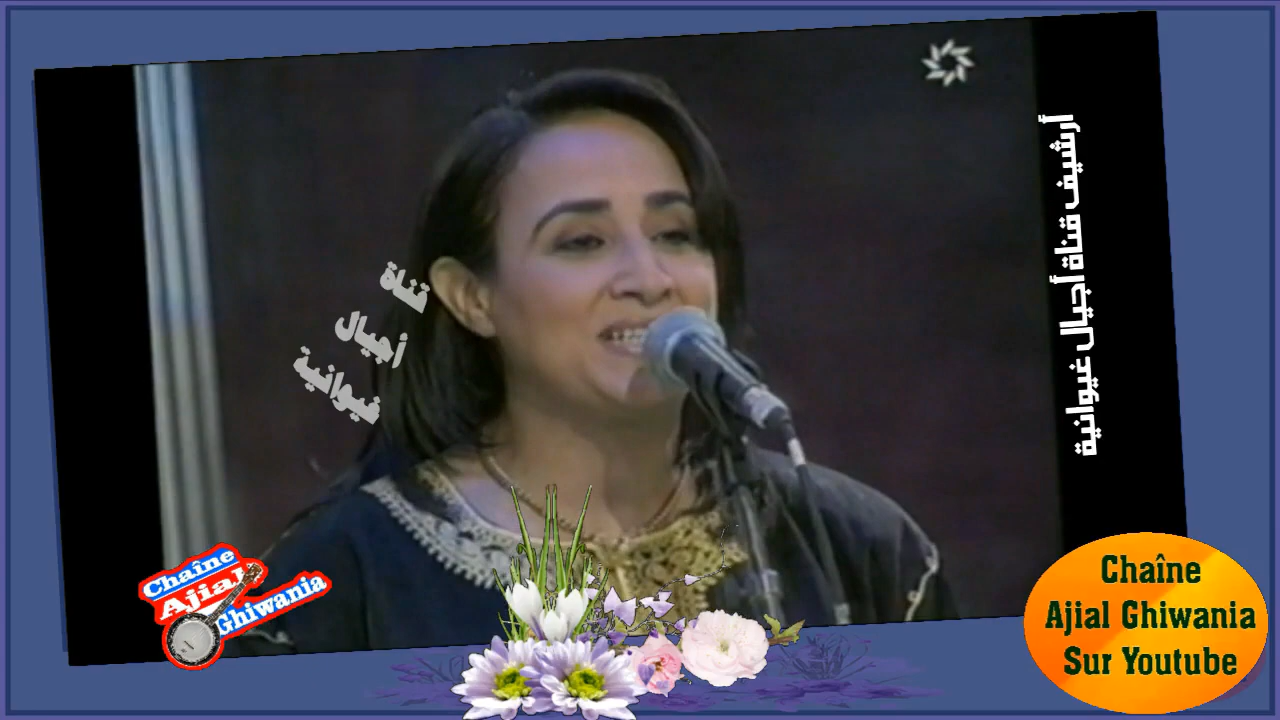 أرشيف قناة أجيال غيوانية
قناة
أجيال
غيوانية
Chaîne
Ajial
Ghiwania
Chaîne
Ajial Ghiwania
Sur Youtube